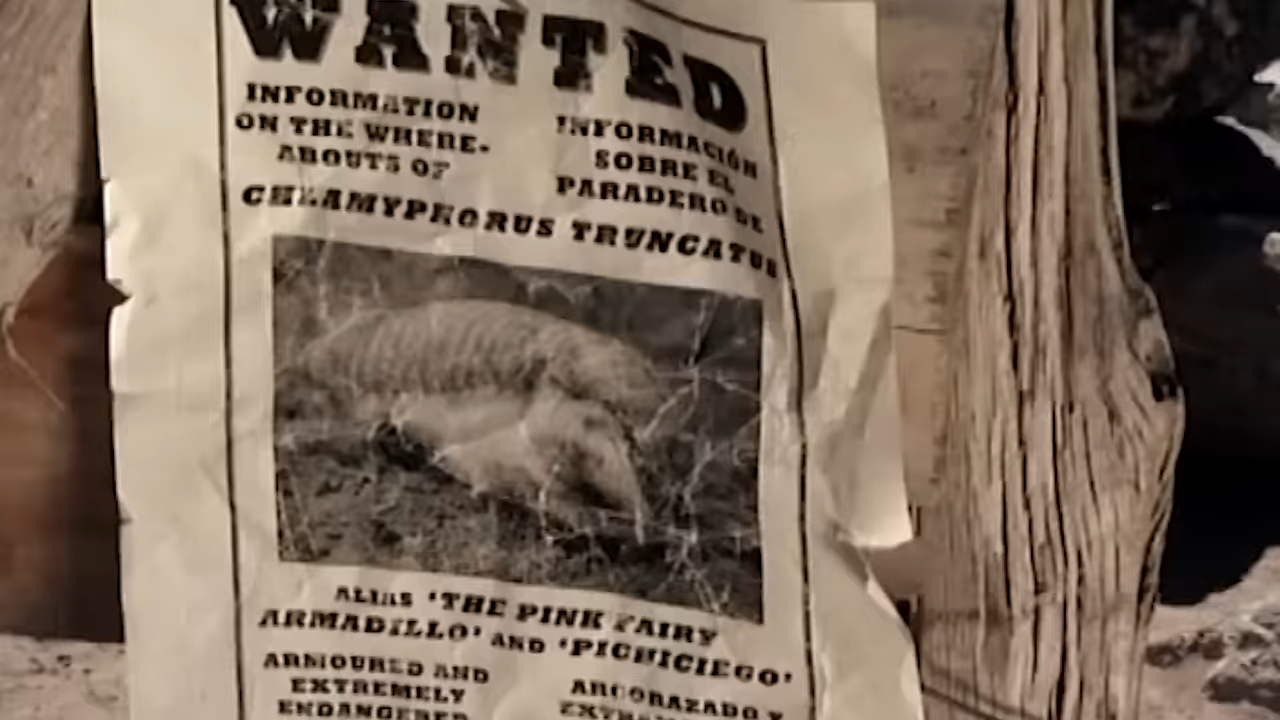 WANTED
INFORMATION
ON THE WHERE-
ABOUTS OF
INFORMACIÓN
SOBRE EL
PARADERO DE
CHLAMYPHORUS TRUNCATUS
ALIAS ‘THE PINK FAIRY
ARMADILLO’ AND ‘PICHICIEGO’
ARMOURED AND
EXTREMELY
ENDANGERED
ACORAZADO Y